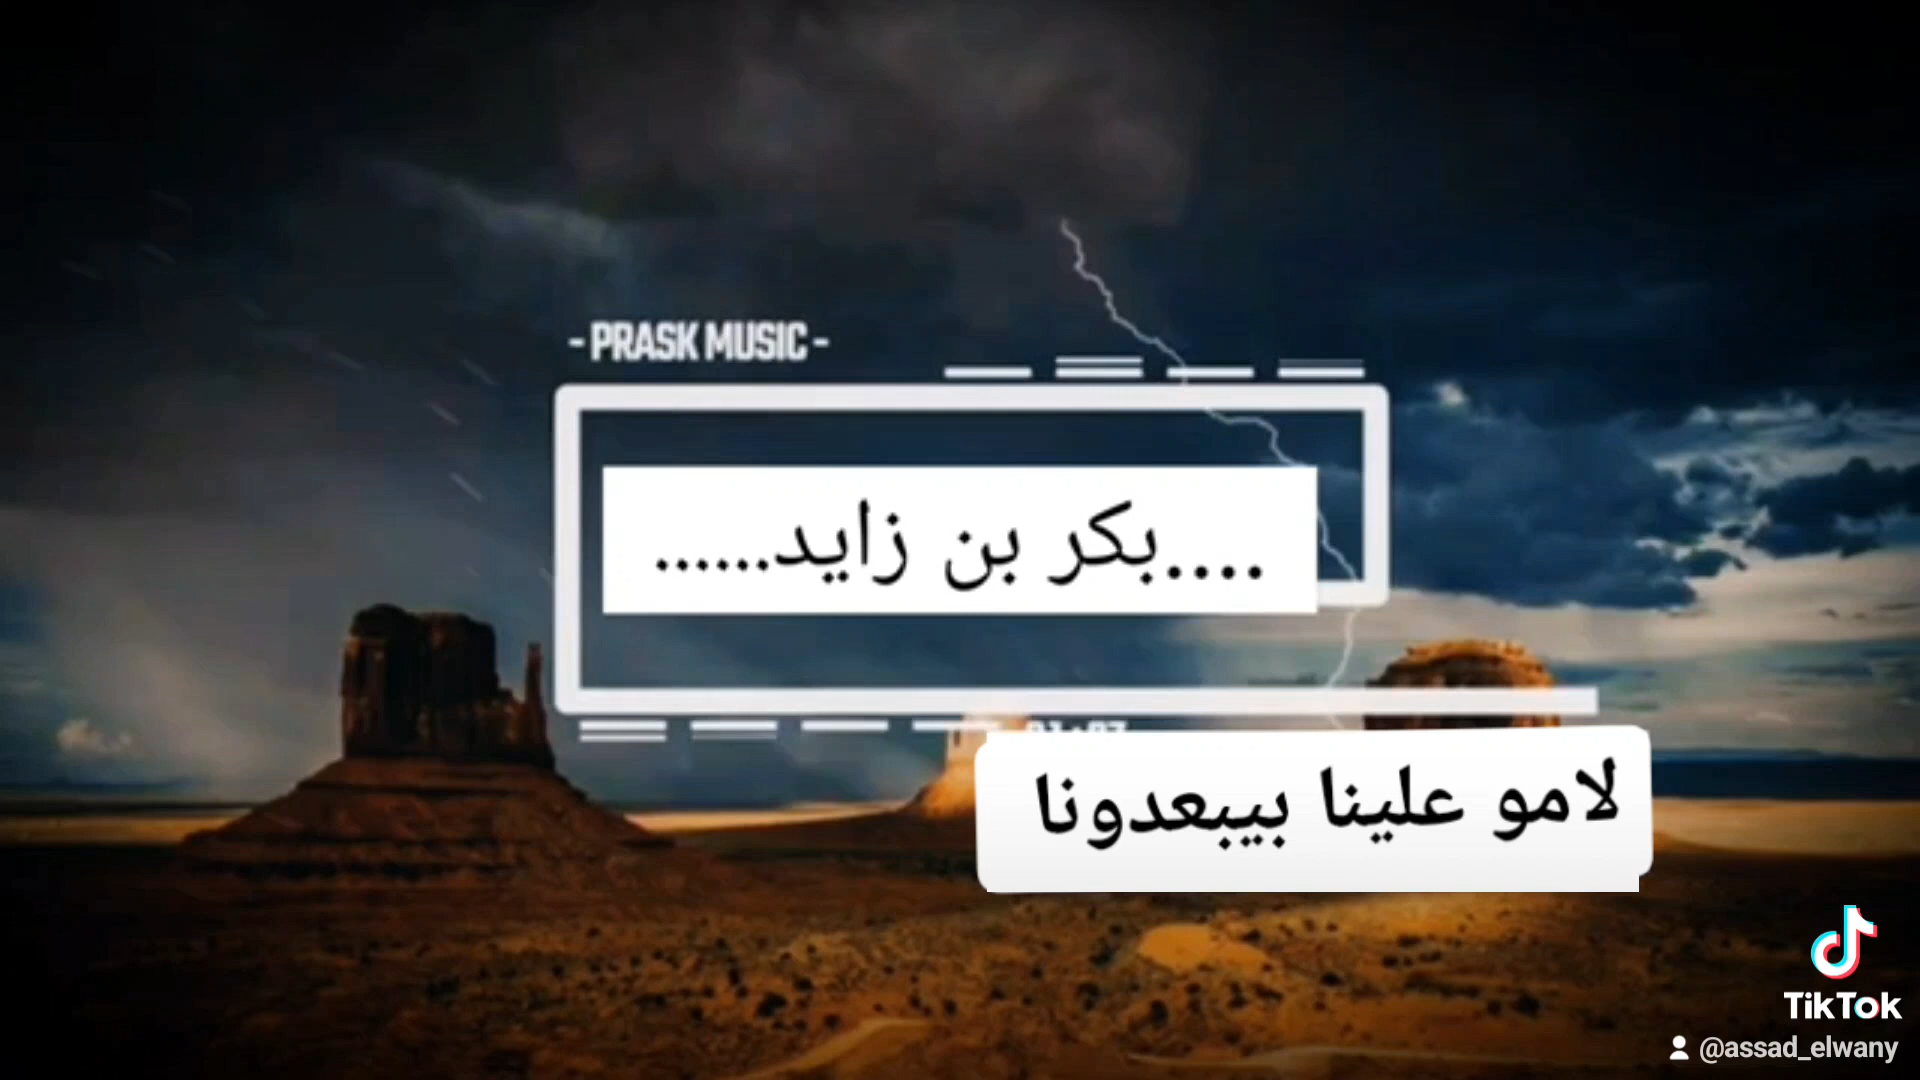 - PRASK MUSIC -
....بكر بن زايد......
لامو علينا بيبعدونا
TikTok
@assad_elwany